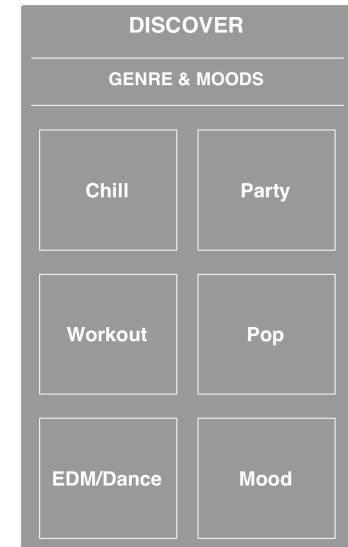 DISCOVER
GENRE & MOODS
Chill Party
Workout Pop
EDM/Dance Mood